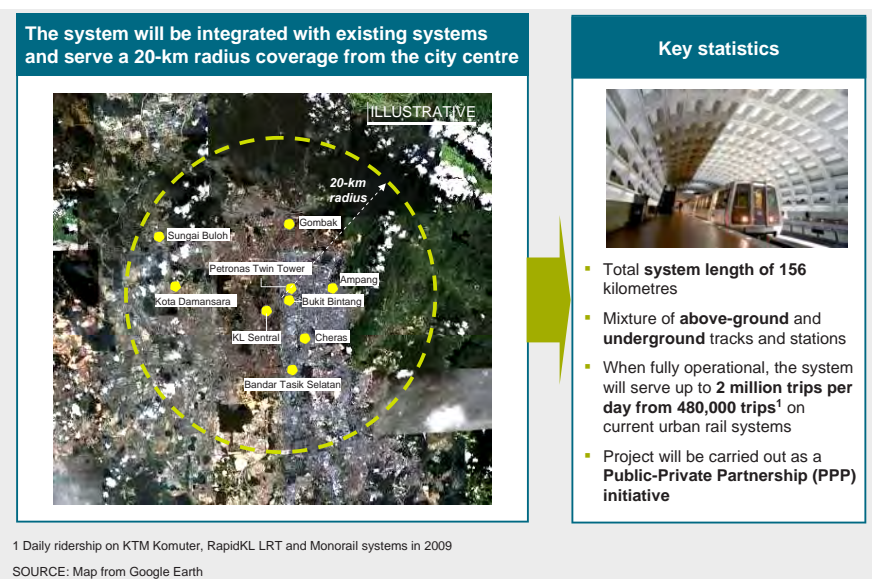 The system will be integrated with existing systems
and serve a 20-km radius coverage from the city centre
ILLUSTRATIVE
20-km
radius
Gombak
Sungai Buloh
Petronas Twin Tower
Ampang
Kota Damansara
Bukit Bintang
KL Sentral
Cheras
Bandar Tasik Selatan
Key statistics
▪ Total system length of 156
kilometres
▪ Mixture of above-ground and
underground tracks and stations
▪ When fully operational, the system
will serve up to 2 million trips per
day from 480,000 trips¹ on
current urban rail systems
▪ Project will be carried out as a
Public-Private Partnership (PPP)
initiative
1 Daily ridership on KTM Komuter, RapidKL LRT and Monorail systems in 2009
SOURCE: Map from Google Earth